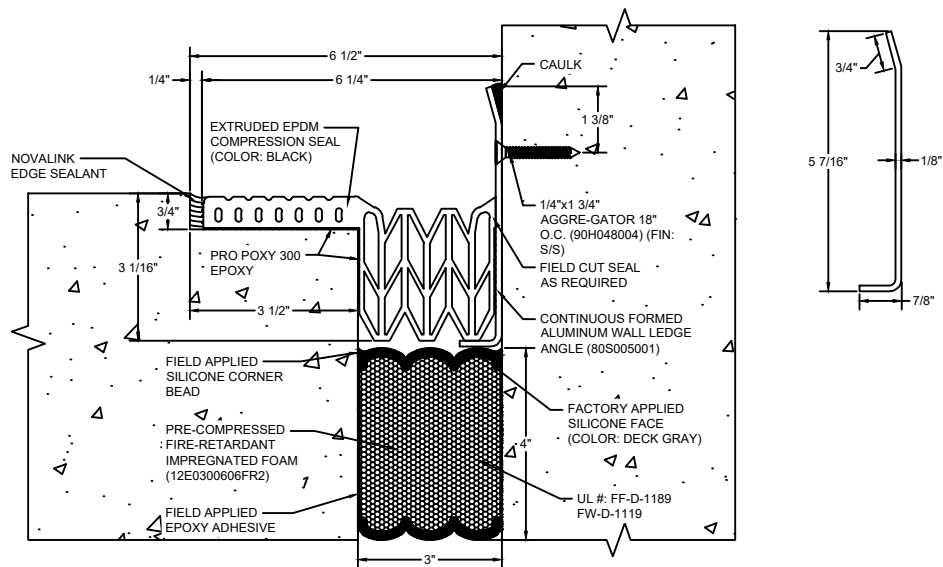 6 1/2"
1/4"
6 1/4"
CAULK
1 3/8"
EXTRUDED EPDM
COMPRESSION SEAL
(COLOR: BLACK)
NOVALINK
EDGE SEALANT
3/4"
3 1/16"
PRO POXY 300
EPOXY
3 1/2"
1/4"x1 3/4"
AGGRE-GATOR 18"
O.C. (90H048004) (FIN:
S/S)
FIELD CUT SEAL
AS REQUIRED
CONTINUOUS FORMED
ALUMINUM WALL LEDGE
ANGLE (80S005001)
FIELD APPLIED
SILICONE CORNER
BEAD
PRE-COMPRESSED
FIRE-RETARDANT
IMPREGNATED FOAM
(12E0300606FR2)
1
FIELD APPLIED
EPOXY ADHESIVE
FACTORY APPLIED
SILICONE FACE
(COLOR: DECK GRAY)
4"
UL #: FF-D-1189
FW-D-1119
3"
3/4"
5 7/16"
1/8"
7/8"